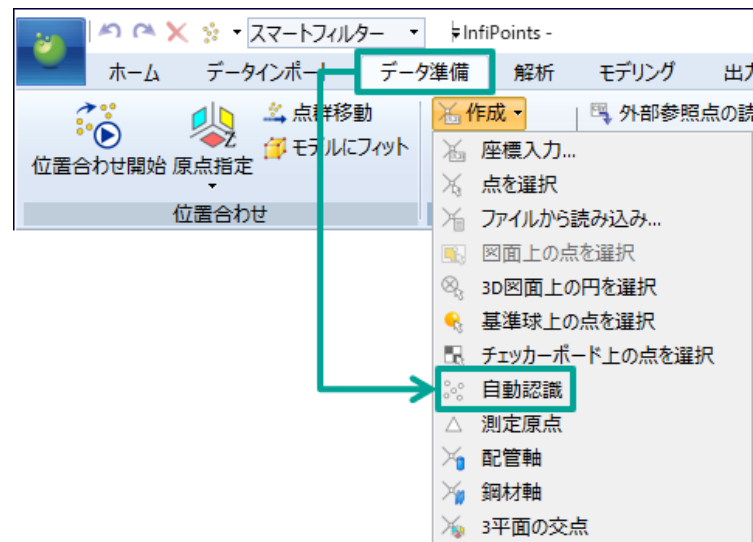 スマートフィルター
InfiPoints -
ホーム
データインポート
データ準備
解析
モデリング
位置合わせ開始
原点指定
点群移動
モデルにフィット
位置合わせ
作成
外部参照点の読
座標入力...
点を選択
ファイルから読み込み...
図面上の点を選択
3D図面上の円を選択
基準球上の点を選択
チェッカーボード上の点を選択
自動認識
測定原点
配管軸
鋼材軸
3平面の交点